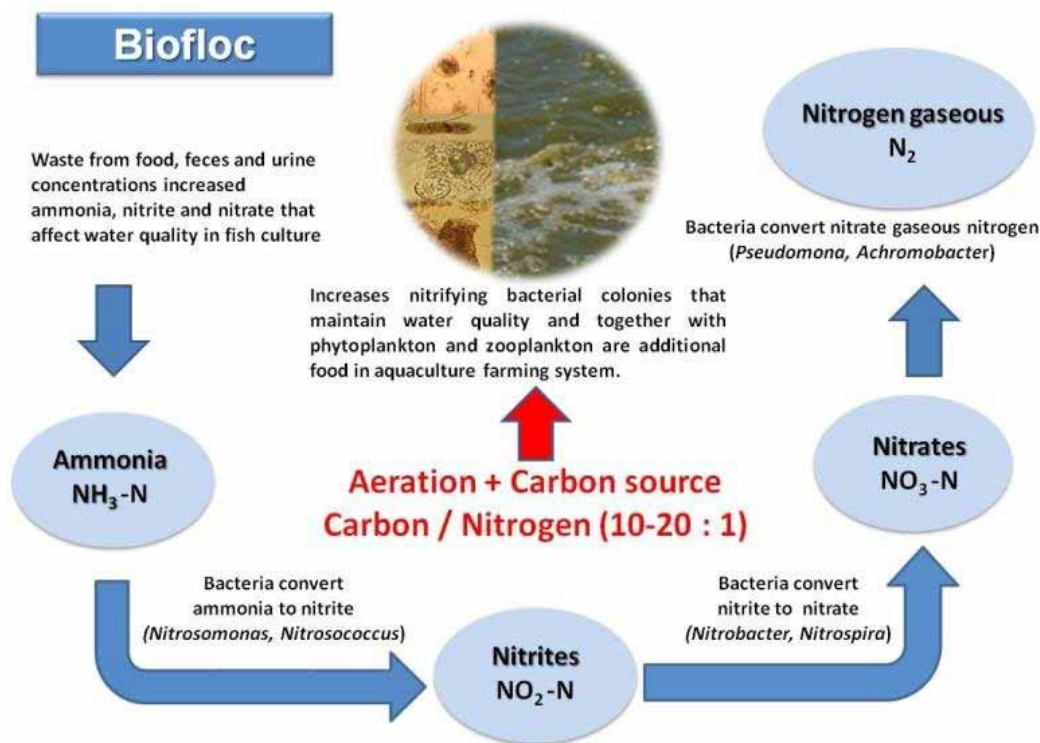 Biofloc
Waste from food, feces and urine
concentrations increased
ammonia, nitrite and nitrate that
affect water quality in fish culture
Increases nitrifying bacterial colonies that
maintain water quality and together with
phytoplankton and zooplankton are additional
food in aquaculture farming system.
Nitrogen gaseous
N₂
Bacteria convert nitrate gaseous nitrogen
(Pseudomona, Achromobacter)
Ammonia
NH₃-N
Aeration + Carbon source
Carbon / Nitrogen (10-20 : 1)
Nitrates
NO₃-N
Bacteria convert
ammonia to nitrite
(Nitrosomonas, Nitrosococcus)
Nitrites
NO₂-N
Bacteria convert
nitrite to nitrate
(Nitrobacter, Nitrospira)